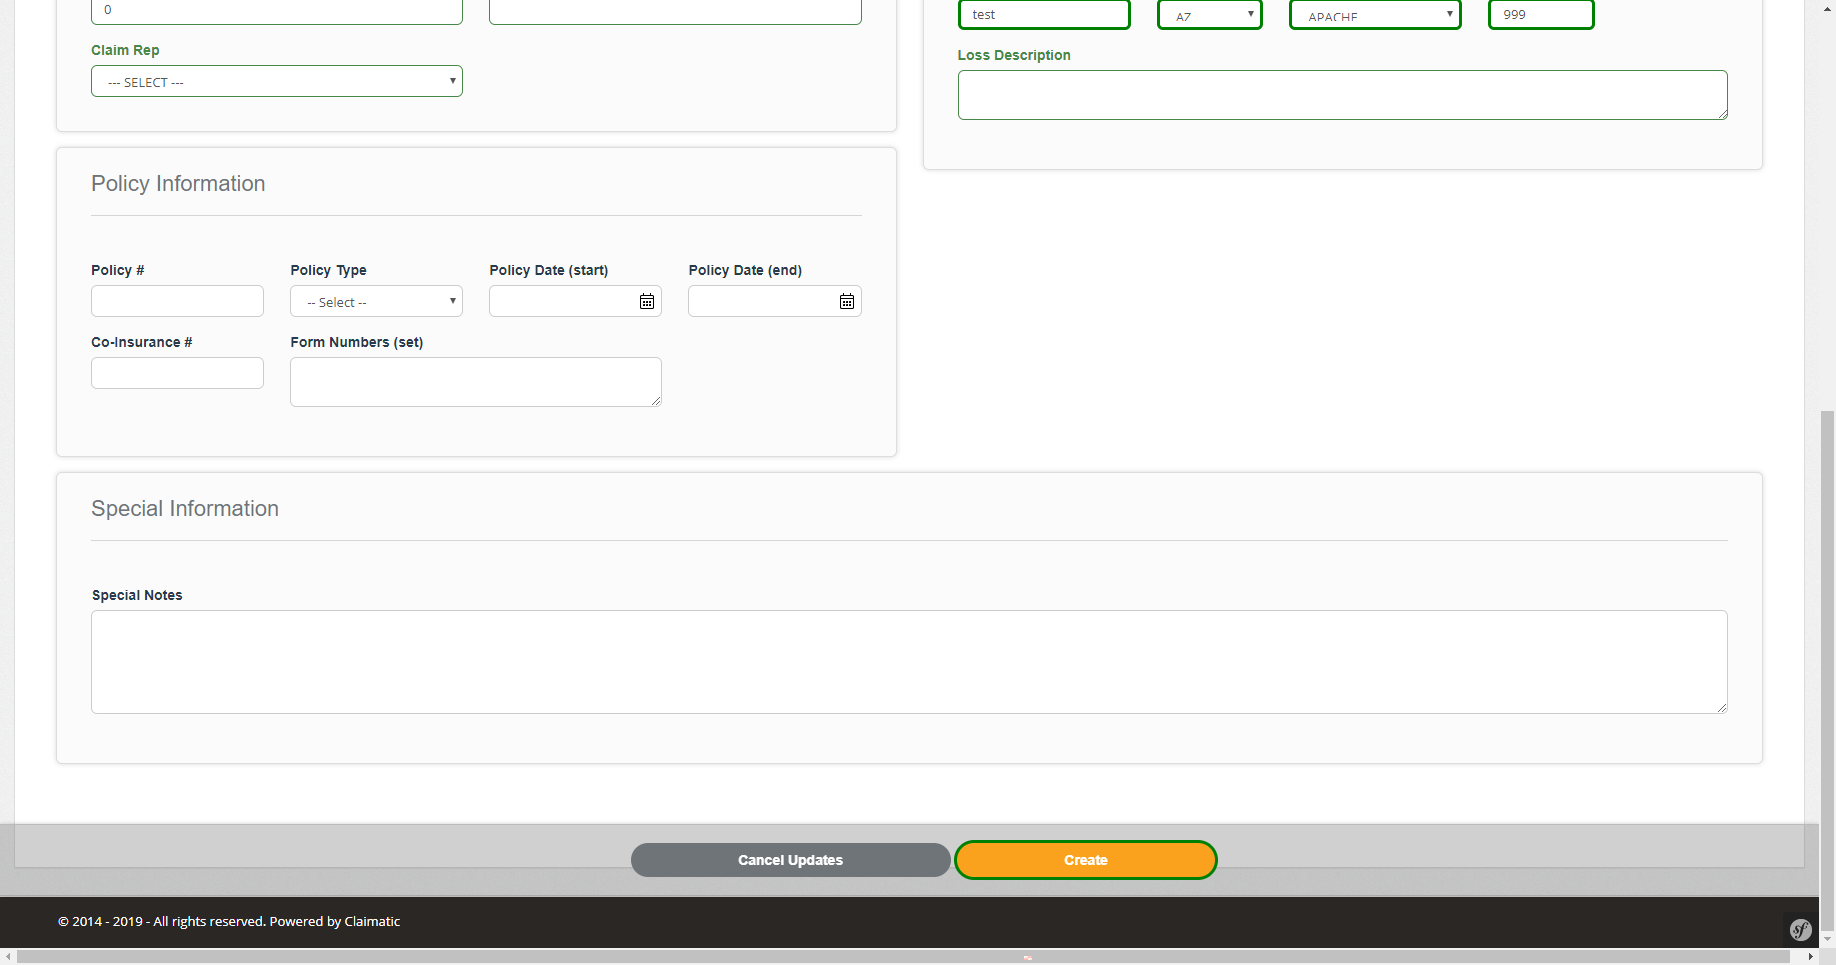 0
Claim Rep
--- SELECT ---
test AZ APACHE 999
Loss Description
Policy Information
Policy # Policy Type Policy Date (start) Policy Date (end)
-- Select --
Co-Insurance # Form Numbers (set)
Special Information
Special Notes
Cancel Updates Create
© 2014 - 2019 - All rights reserved. Powered by Claimatic
sf